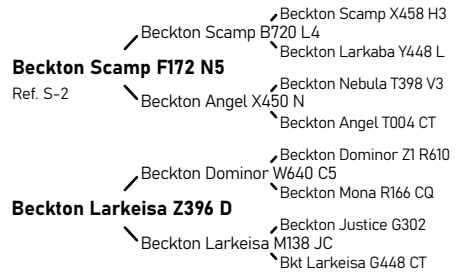 Beckton Scamp X458 H3
Beckton Scamp B720 L4
Beckton Larkaba Y448 L
Beckton Scamp F172 N5
Ref. S-2
Beckton Nebula T398 V3
Beckton Angel X450 N
Beckton Angel T004 CT
Beckton Dominor Z1 R610
Beckton Dominor W640 C5
Beckton Mona R166 CQ
Beckton Larkeisa Z396 D
Beckton Justice G302
Beckton Larkeisa M138 JC
Bkt Larkeisa G448 CT